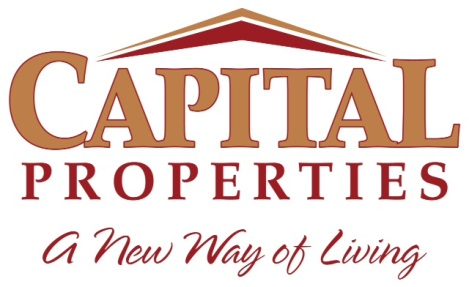 CAPITAL
PROPERTIES
A New Way of Living